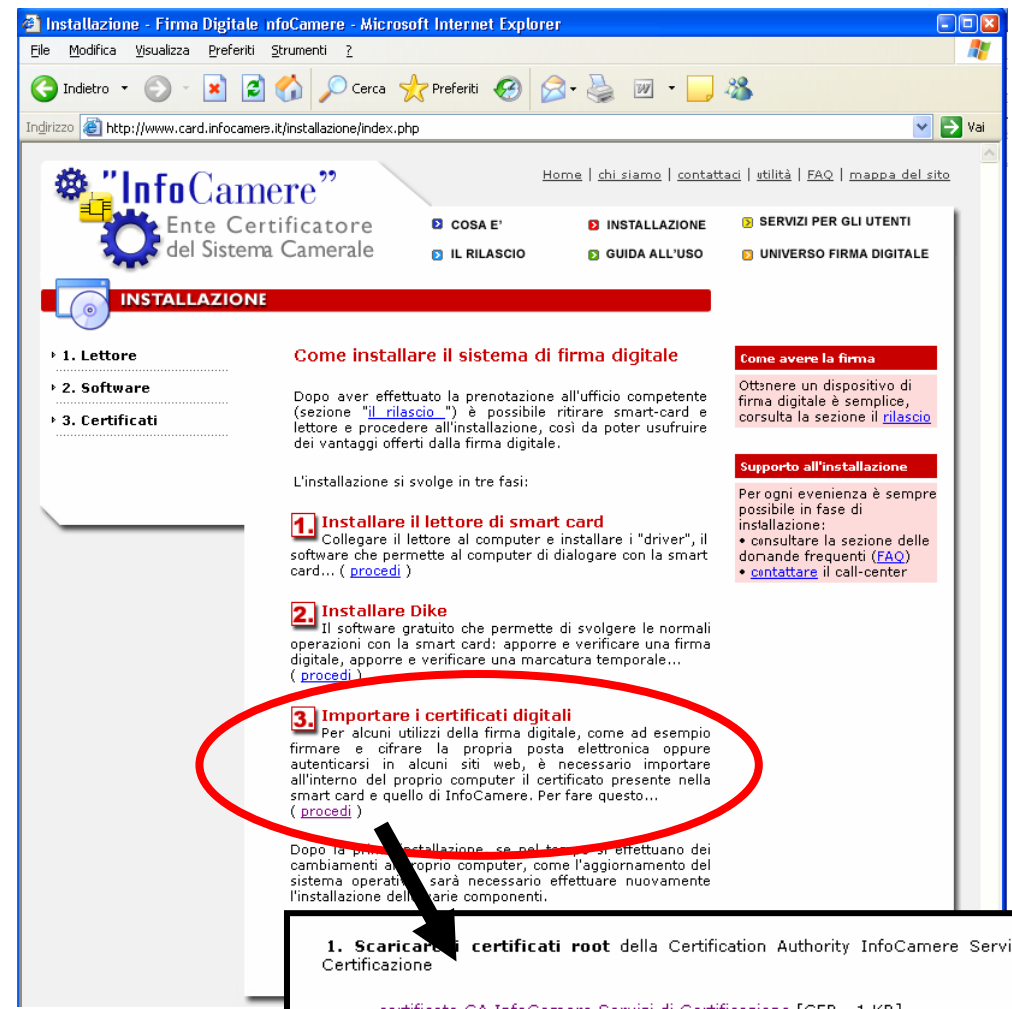 Installazione - Firma Digitale nfoCamere - Microsoft Internet Explorer
File Modifica Visualizza Preferiti Strumenti ?
Indietro Cerca Preferiti
Indirizzo http://www.card.infocamere.it/installazione/index.php Vai
Home | chi siamo | contattaci | utilità | FAQ | mappa del sito
"InfoCamere"
Ente Certificatore
del Sistema Camerale
COSA E' INSTALLAZIONE SERVIZI PER GLI UTENTI
IL RILASCIO GUIDA ALL'USO UNIVERSO FIRMA DIGITALE
INSTALLAZIONE
1. Lettore
2. Software
3. Certificati
Come installare il sistema di firma digitale
Dopo aver effettuato la prenotazione all'ufficio competente
(sezione "il rilascio ") è possibile ritirare smart-card e
lettore e procedere all'installazione, così da poter usufruire
dei vantaggi offerti dalla firma digitale.
L'installazione si svolge in tre fasi:
1. Installare il lettore di smart card
Collegare il lettore al computer e installare i "driver", il
software che permette al computer di dialogare con la smart
card... ( procedi )
2. Installare Dike
Il software gratuito che permette di svolgere le normali
operazioni con la smart card: apporre e verificare una firma
digitale, apporre e verificare una marcatura temporale...
( procedi )
3. Importare i certificati digitali
Per alcuni utilizzi della firma digitale, come ad esempio
firmare e cifrare la propria posta elettronica oppure
autenticarsi in alcuni siti web, è necessario importare
all'interno del proprio computer il certificato presente nella
smart card e quello di InfoCamere. Per fare questo...
( procedi )
Dopo la prima installazione, se nel tempo si effettuano dei
cambiamenti al proprio computer, come l'aggiornamento del
sistema operativo, sarà necessario effettuare nuovamente
l'installazione delle varie componenti.
Come avere la firma
Ottenere un dispositivo di
firma digitale è semplice,
consulta la sezione il rilascio
Supporto all'installazione
Per ogni evenienza è sempre
possibile in fase di
installazione:
• consultare la sezione delle
domande frequenti (FAQ)
• contattare il call-center
1. Scaricare i certificati root della Certification Authority InfoCamere Servi
Certificazione
certificato CA InfoCamere Servizi di Certificazione [CER - 1 KB]